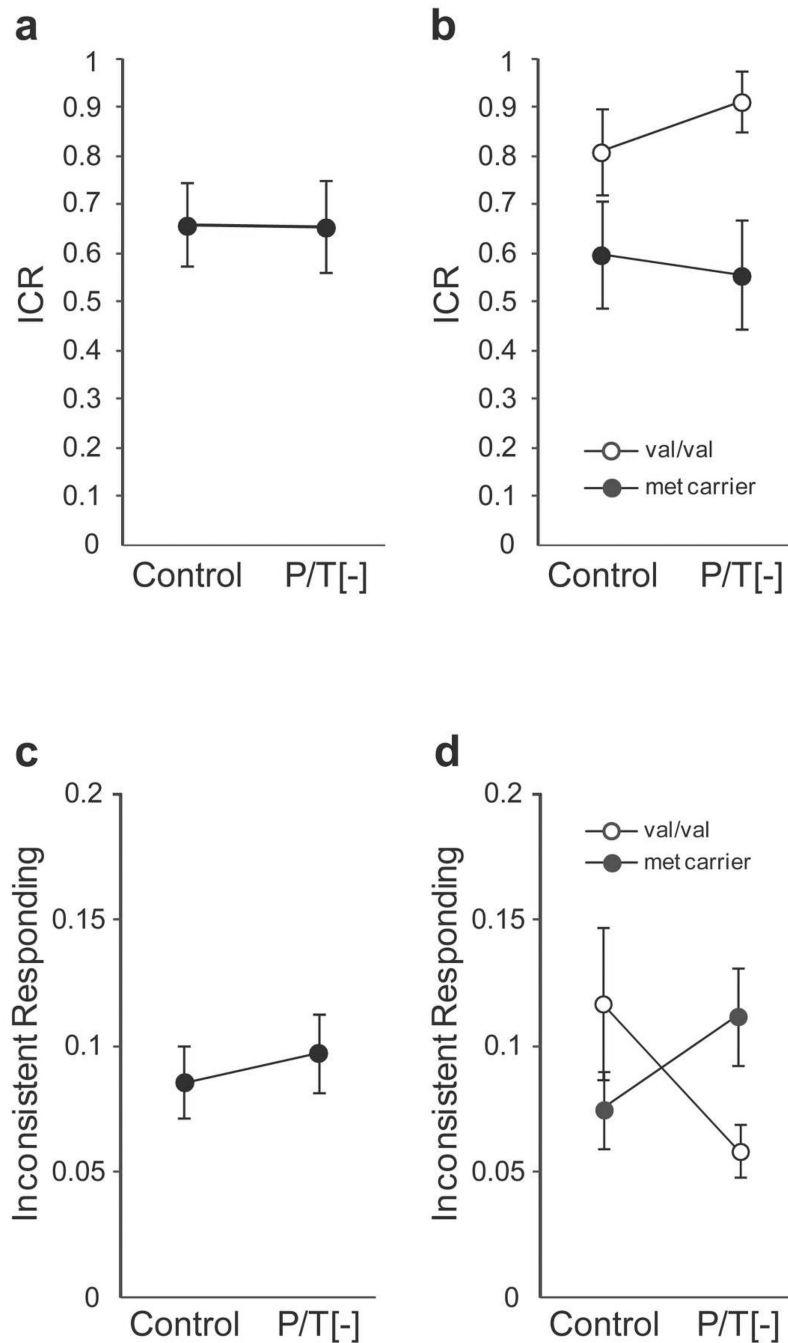 a
1
0.9
0.8
0.7
0.6
0.5
0.4
0.3
0.2
0.1
0
ICR
Control P/T[-]
b
1
0.9
0.8
0.7
0.6
0.5
0.4
0.3
0.2
0.1
0
ICR
val/val
met carrier
Control P/T[-]
c
0.2
0.15
0.1
0.05
0
Inconsistent Responding
Control P/T[-]
d
0.2
0.15
0.1
0.05
0
Inconsistent Responding
val/val
met carrier
Control P/T[-]